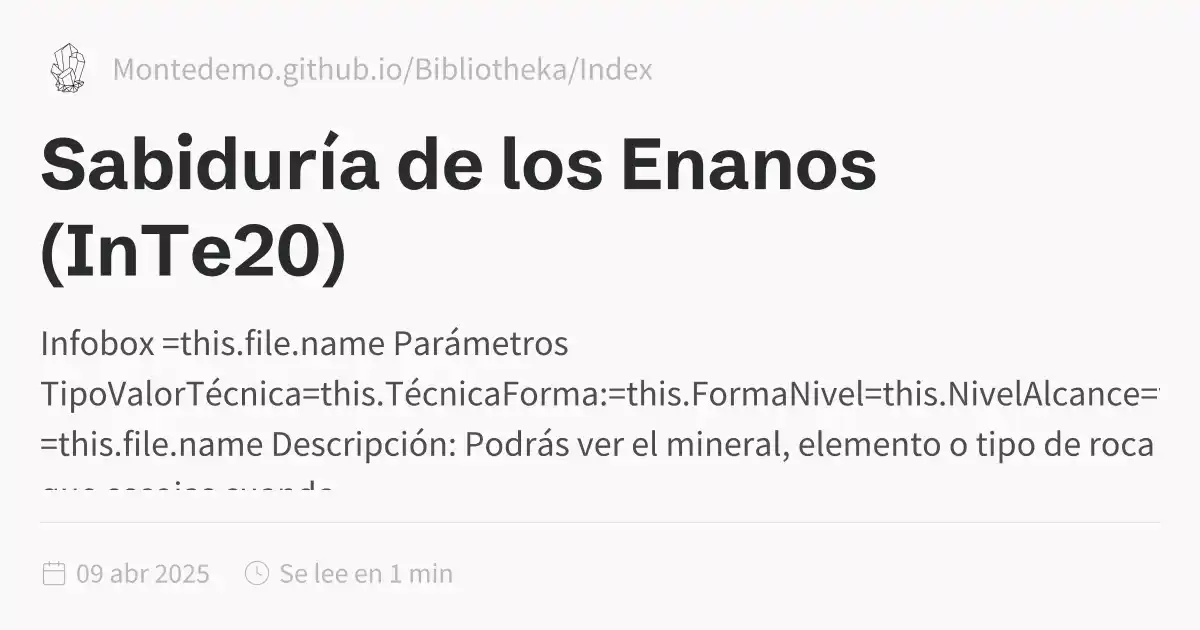 Montedemo.github.io/Bibliotheka/Index
Sabiduría de los Enanos
(InTe20)
Infobox =this.file.name Parámetros
TipoValorTécnica=this.TécnicaForma:=this.FormaNivel=this.NivelAlcance=
=this.file.name Descripción: Podrás ver el mineral, elemento o tipo de roca
09 abr 2025
Se lee en 1 min